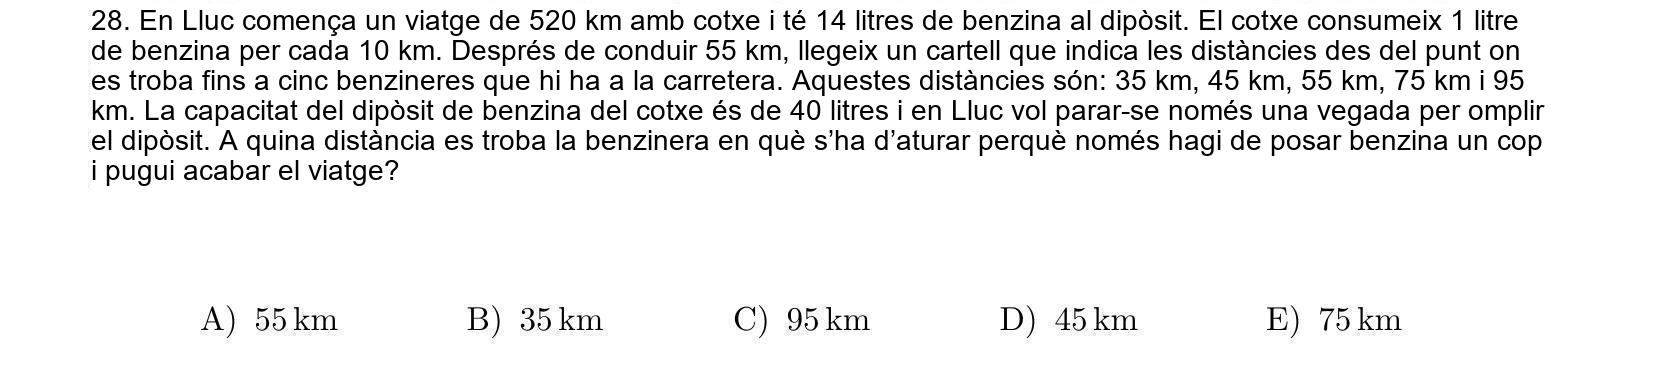 28. En Lluc comença un viatge de 520 km amb cotxe i té 14 litres de benzina al dipòsit. El cotxe consumeix 1 litre
de benzina per cada 10 km. Després de conduir 55 km, llegeix un cartell que indica les distàncies des del punt on
es troba fins a cinc benzineres que hi ha a la carretera. Aquestes distàncies són: 35 km, 45 km, 55 km, 75 km i 95
km. La capacitat del dipòsit de benzina del cotxe és de 40 litres i en Lluc vol parar-se només una vegada per omplir
el dipòsit. A quina distància es troba la benzinera en què s’ha d’aturar perquè només hagi de posar benzina un cop
i pugui acabar el viatge?
A) 55 km B) 35 km C) 95 km D) 45 km E) 75 km